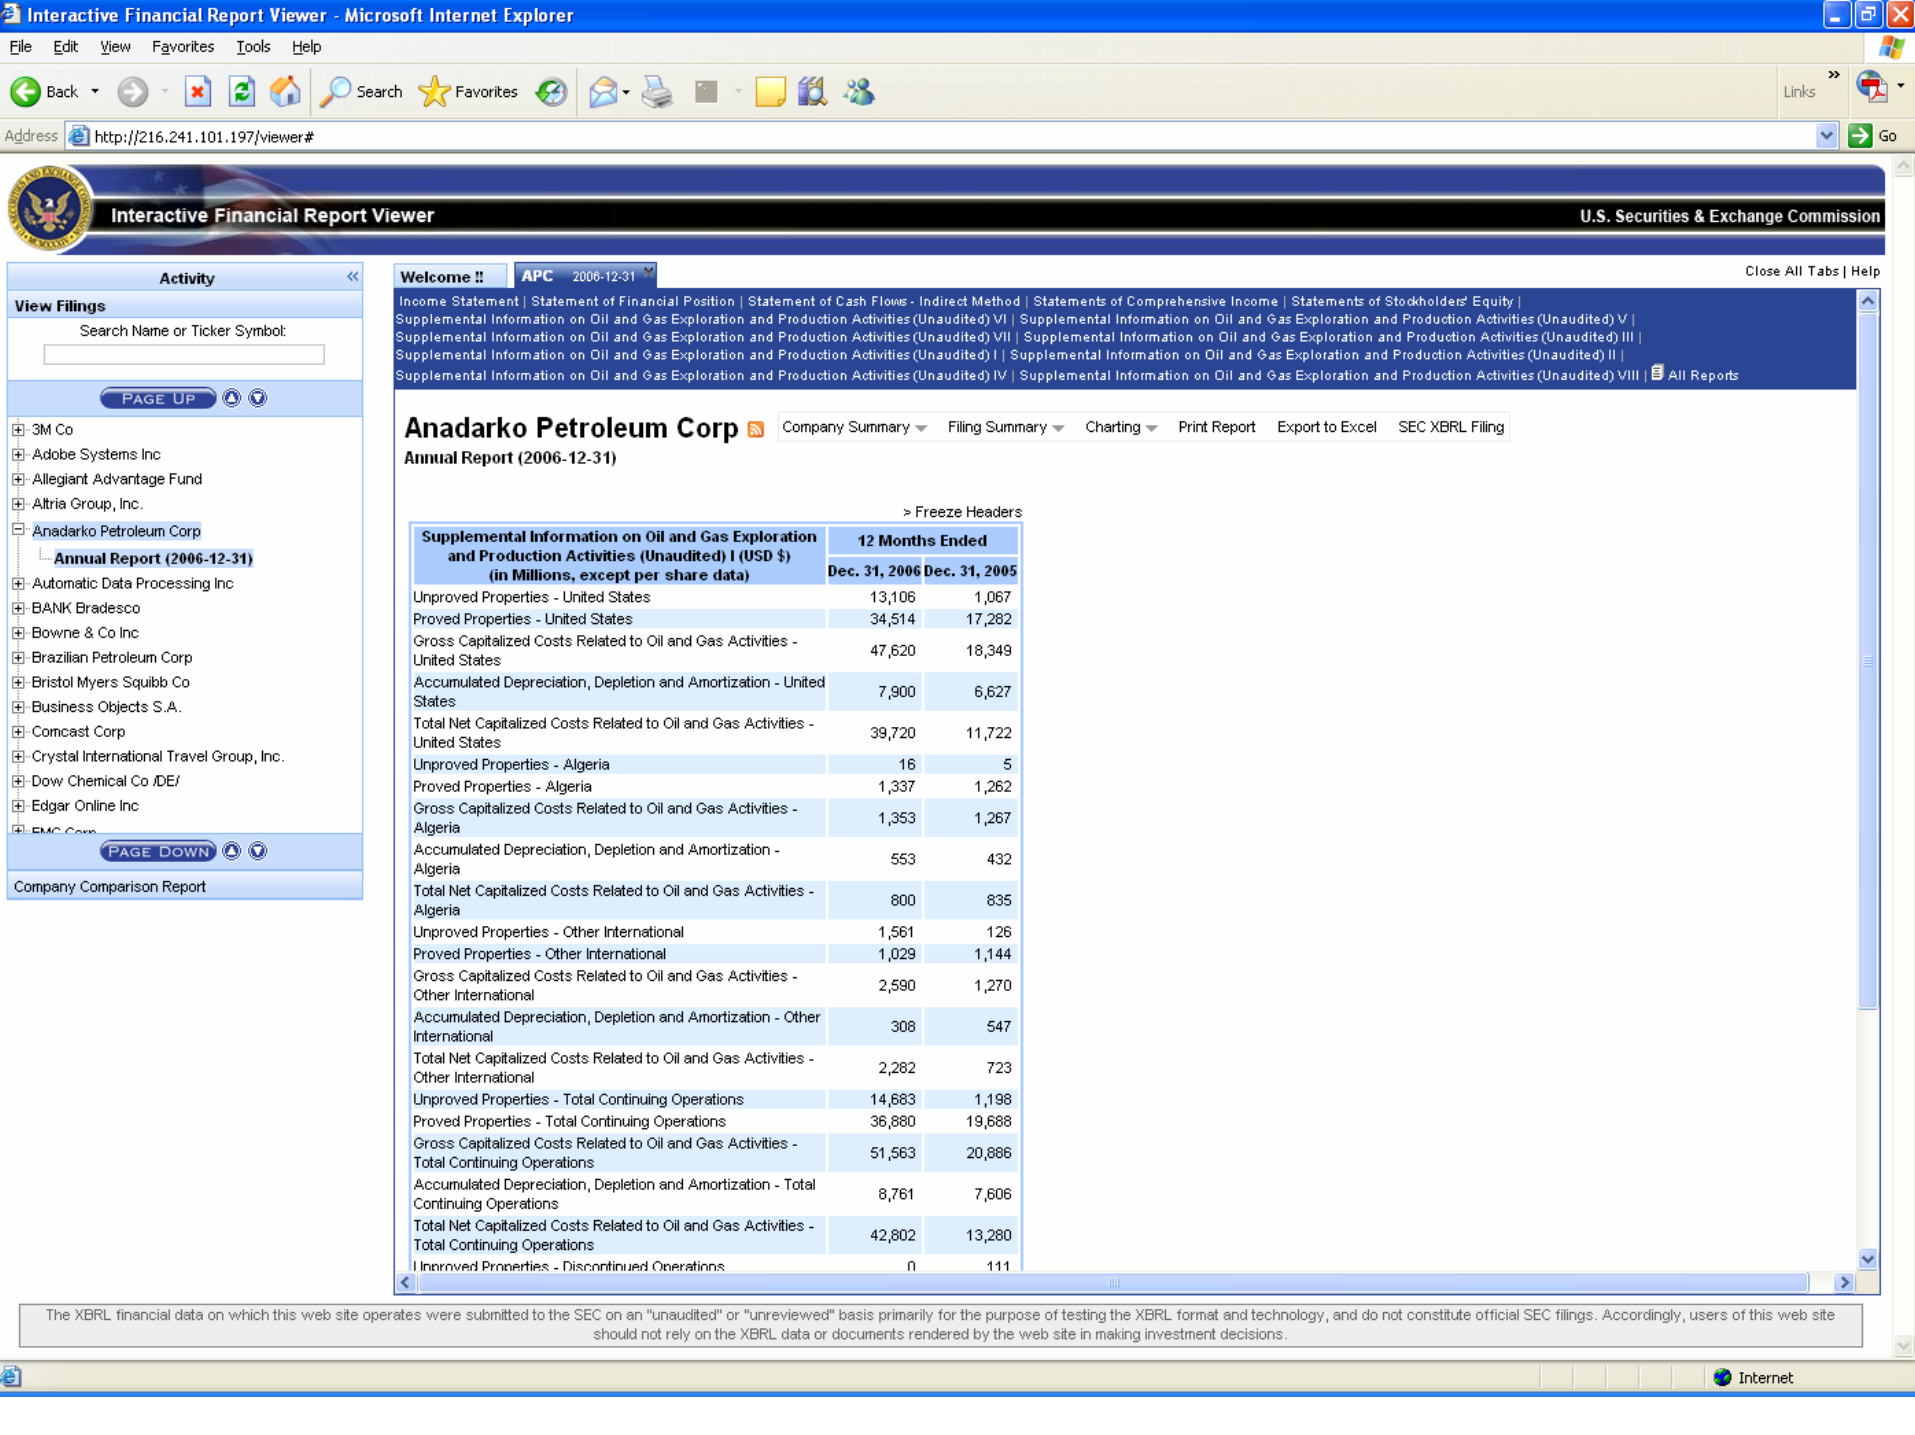 Interactive Financial Report Viewer - Microsoft Internet Explorer
File Edit View Favorites Tools Help
Back Search Favorites Links »
Address http://216.241.101.197/viewer# Go
Interactive Financial Report Viewer U.S. Securities & Exchange Commission
Activity «
View Filings
Search Name or Ticker Symbol:
PAGE UP
3M Co
Adobe Systems Inc
Allegiant Advantage Fund
Altria Group, Inc.
Anadarko Petroleum Corp
Annual Report (2006-12-31)
Automatic Data Processing Inc
BANK Bradesco
Bowne & Co Inc
Brazilian Petroleum Corp
Bristol Myers Squibb Co
Business Objects S.A.
Comcast Corp
Crystal International Travel Group, Inc.
Dow Chemical Co /DE/
Edgar Online Inc
EMC Corp
PAGE DOWN
Company Comparison Report
Welcome !! APC 2006-12-31 Close All Tabs | Help
Income Statement | Statement of Financial Position | Statement of Cash Flows - Indirect Method | Statements of Comprehensive Income | Statements of Stockholders' Equity |
Supplemental Information on Oil and Gas Exploration and Production Activities (Unaudited) VI | Supplemental Information on Oil and Gas Exploration and Production Activities (Unaudited) V |
Supplemental Information on Oil and Gas Exploration and Production Activities (Unaudited) VII | Supplemental Information on Oil and Gas Exploration and Production Activities (Unaudited) III |
Supplemental Information on Oil and Gas Exploration and Production Activities (Unaudited) I | Supplemental Information on Oil and Gas Exploration and Production Activities (Unaudited) II |
Supplemental Information on Oil and Gas Exploration and Production Activities (Unaudited) IV | Supplemental Information on Oil and Gas Exploration and Production Activities (Unaudited) VIII | All Reports
Anadarko Petroleum Corp Company Summary Filing Summary Charting Print Report Export to Excel SEC XBRL Filing
Annual Report (2006-12-31)
> Freeze Headers
Supplemental Information on Oil and Gas Exploration
and Production Activities (Unaudited) I (USD $)
(in Millions, except per share data)
12 Months Ended
Dec. 31, 2006 Dec. 31, 2005
Unproved Properties - United States 13,106 1,067
Proved Properties - United States 34,514 17,282
Gross Capitalized Costs Related to Oil and Gas Activities -
United States 47,620 18,349
Accumulated Depreciation, Depletion and Amortization - United
States 7,900 6,627
Total Net Capitalized Costs Related to Oil and Gas Activities -
United States 39,720 11,722
Unproved Properties - Algeria 16 5
Proved Properties - Algeria 1,337 1,262
Gross Capitalized Costs Related to Oil and Gas Activities -
Algeria 1,353 1,267
Accumulated Depreciation, Depletion and Amortization -
Algeria 553 432
Total Net Capitalized Costs Related to Oil and Gas Activities -
Algeria 800 835
Unproved Properties - Other International 1,561 126
Proved Properties - Other International 1,029 1,144
Gross Capitalized Costs Related to Oil and Gas Activities -
Other International 2,590 1,270
Accumulated Depreciation, Depletion and Amortization - Other
International 308 547
Total Net Capitalized Costs Related to Oil and Gas Activities -
Other International 2,282 723
Unproved Properties - Total Continuing Operations 14,683 1,198
Proved Properties - Total Continuing Operations 36,880 19,688
Gross Capitalized Costs Related to Oil and Gas Activities -
Total Continuing Operations 51,563 20,886
Accumulated Depreciation, Depletion and Amortization - Total
Continuing Operations 8,761 7,606
Total Net Capitalized Costs Related to Oil and Gas Activities -
Total Continuing Operations 42,802 13,280
Unproved Properties - Discontinued Operations 0 111
The XBRL financial data on which this web site operates were submitted to the SEC on an "unaudited" or "unreviewed" basis primarily for the purpose of testing the XBRL format and technology, and do not constitute official SEC filings. Accordingly, users of this web site
should not rely on the XBRL data or documents rendered by the web site in making investment decisions.
Internet